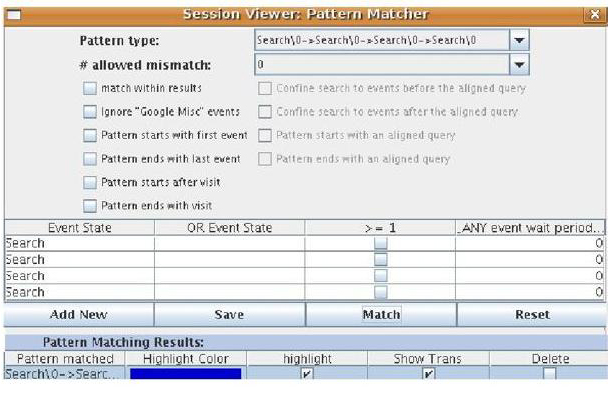 Session Viewer: Pattern Matcher
Pattern type: Search\0->Search\0->Search\0->Search\0
# allowed mismatch: 0
match within results Confine search to events before the aligned query
Ignore "Google Misc" events Confine search to events after the aligned query
Pattern starts with first event Pattern starts with an aligned query
Pattern ends with last event Pattern ends with an aligned query
Pattern starts after visit
Pattern ends with visit
Event State OR Event State >= 1 _ANY event wait period...
Search 0
Search 0
Search 0
Search 0
Add New Save Match Reset
Pattern Matching Results:
Pattern matched Highlight Color highlight Show Trans Delete
Search\0->Searc...